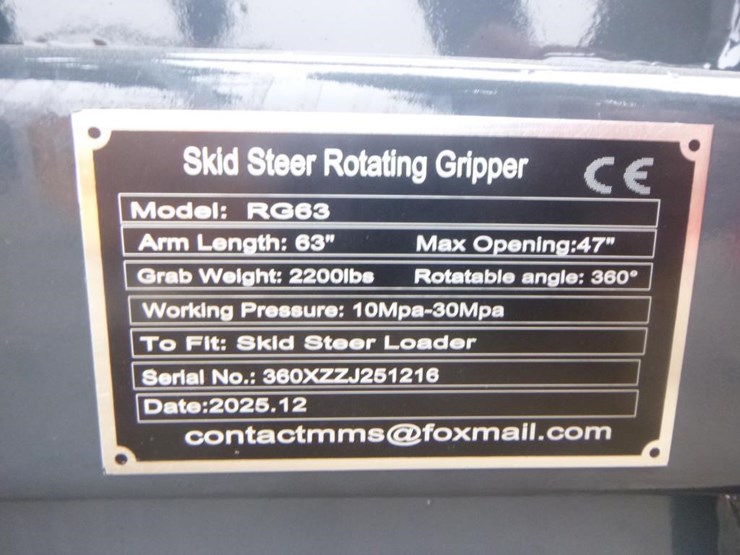 Skid Steer Rotating Gripper CE
Model: RG63
Arm Length: 63" Max Opening:47"
Grab Weight: 2200lbs Rotatable angle: 360°
Working Pressure: 10Mpa-30Mpa
To Fit: Skid Steer Loader
Serial No.: 360XZZJ251216
Date:2025.12
contactmms@foxmail.com